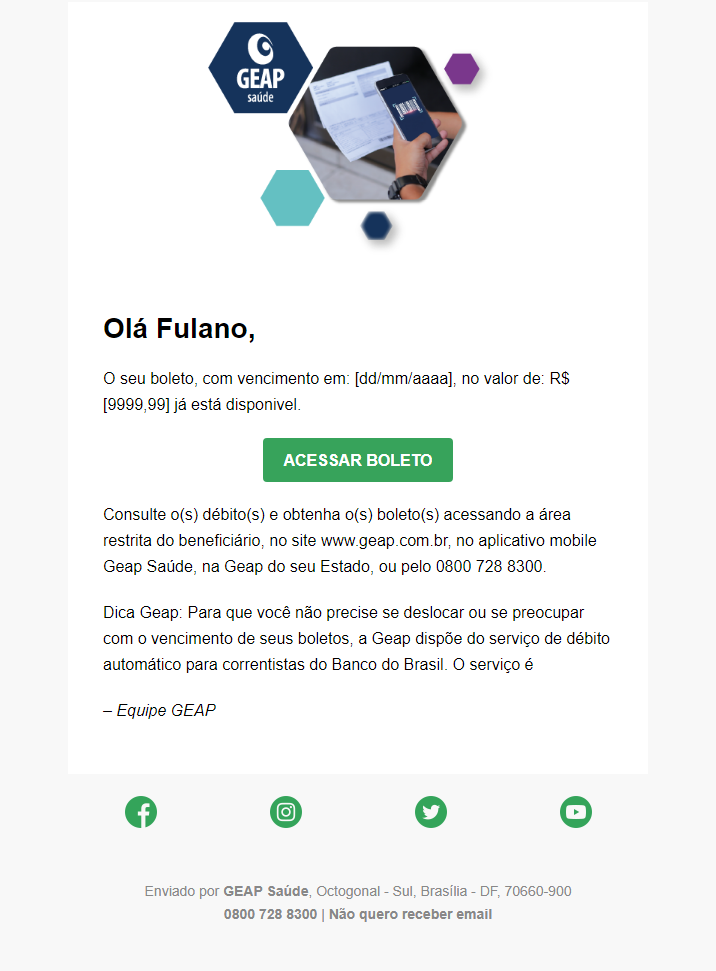 GEAP
saúde
Olá Fulano,
O seu boleto, com vencimento em: [dd/mm/aaaa], no valor de: R$
[9999,99] já está disponivel.
ACESSAR BOLETO
Consulte o(s) débito(s) e obtenha o(s) boleto(s) acessando a área
restrita do beneficiário, no site www.geap.com.br, no aplicativo mobile
Geap Saúde, na Geap do seu Estado, ou pelo 0800 728 8300.
Dica Geap: Para que você não precise se deslocar ou se preocupar
com o vencimento de seus boletos, a Geap dispõe do serviço de débito
automático para correntistas do Banco do Brasil. O serviço é
– Equipe GEAP
Enviado por GEAP Saúde, Octogonal - Sul, Brasília - DF, 70660-900
0800 728 8300 | Não quero receber email